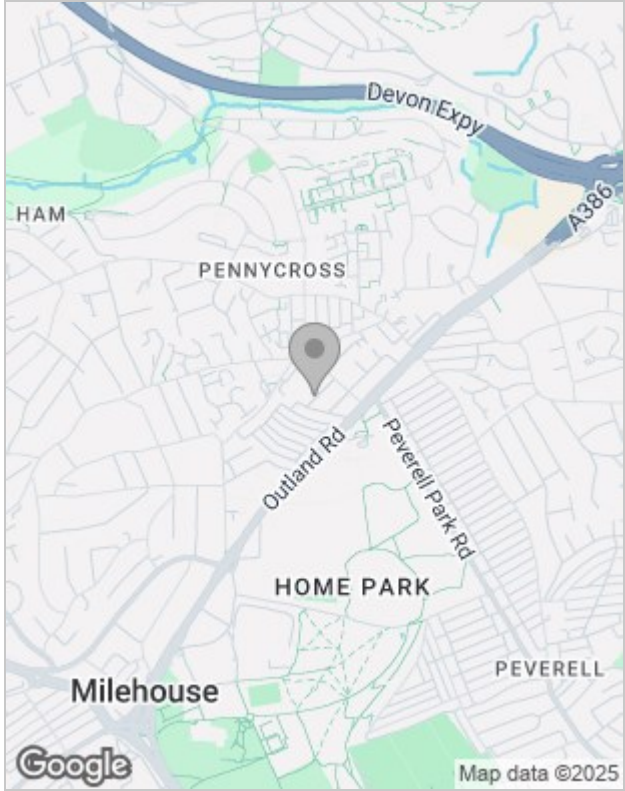 Devon Expy
A386
HAM
PENNYCROSS
Outland Rd
Peverell Park Rd
HOME PARK
PEVERELL
Milehouse
Google
Map data ©2025